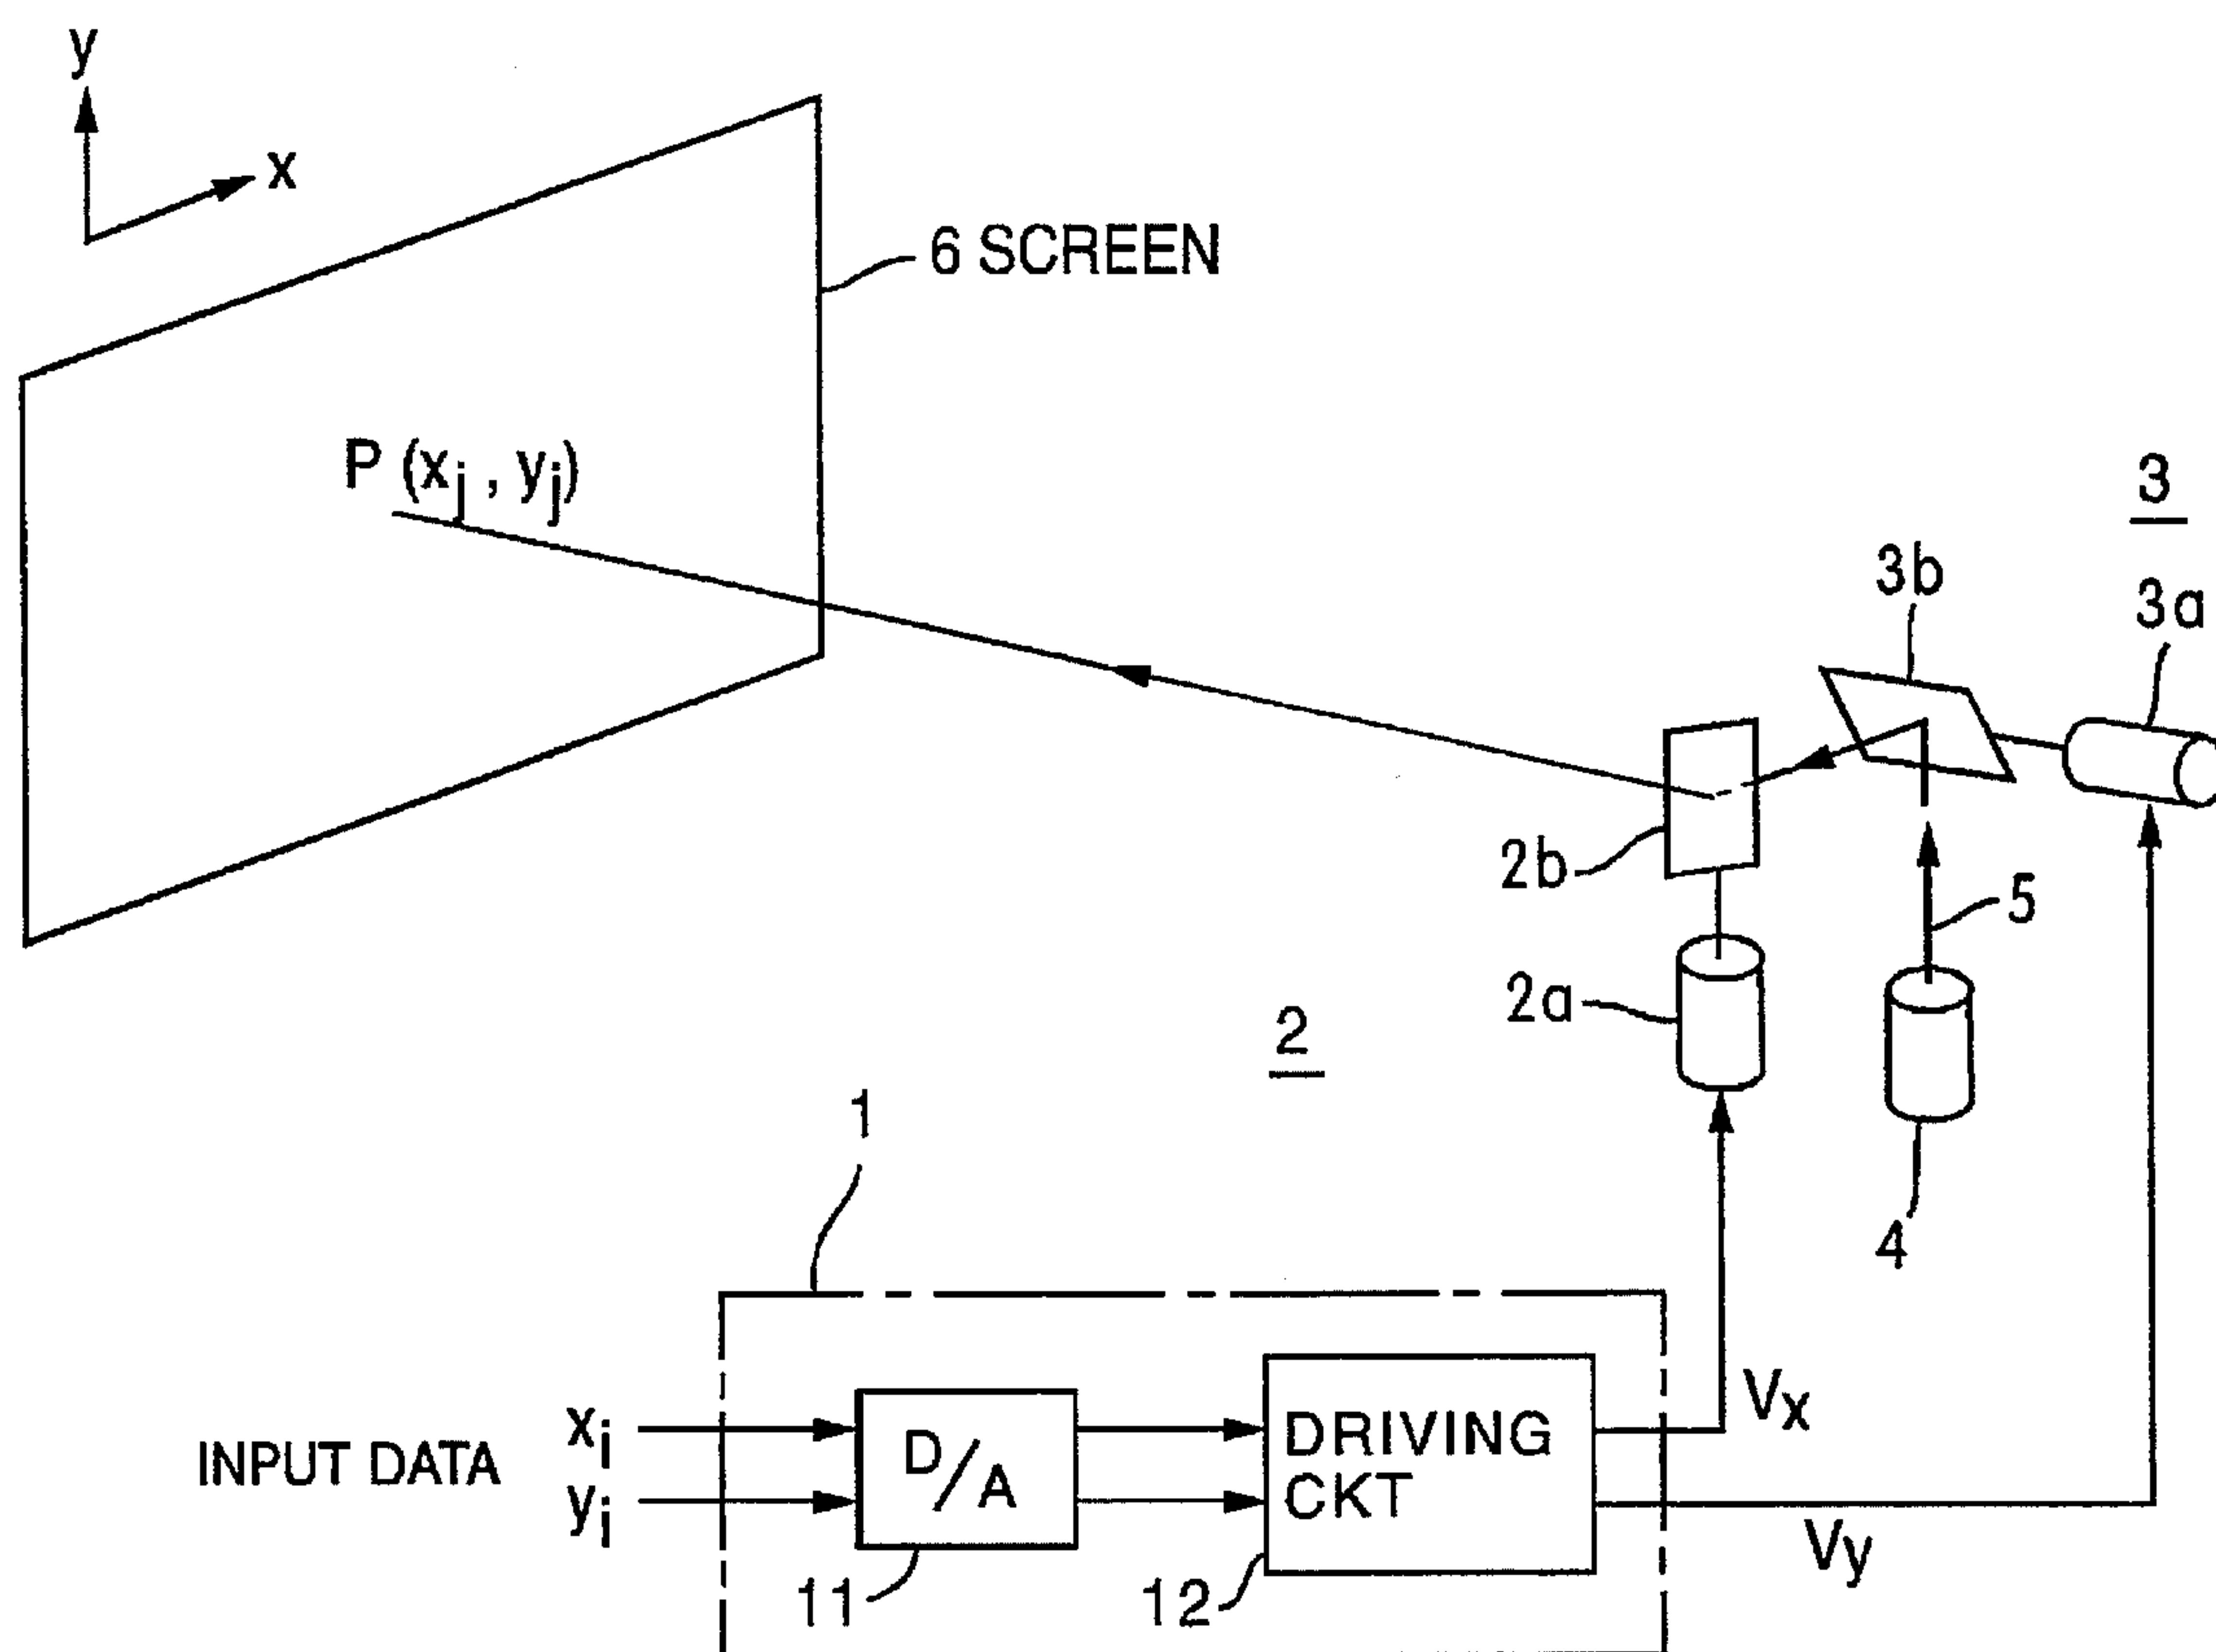 y
x
6 SCREEN
P (xj , yj)
3
3b
3a
2b
5
2a
2
1
4
INPUT DATA
xi
yi
D/A
DRIVING
CKT
Vx
Vy
11
12